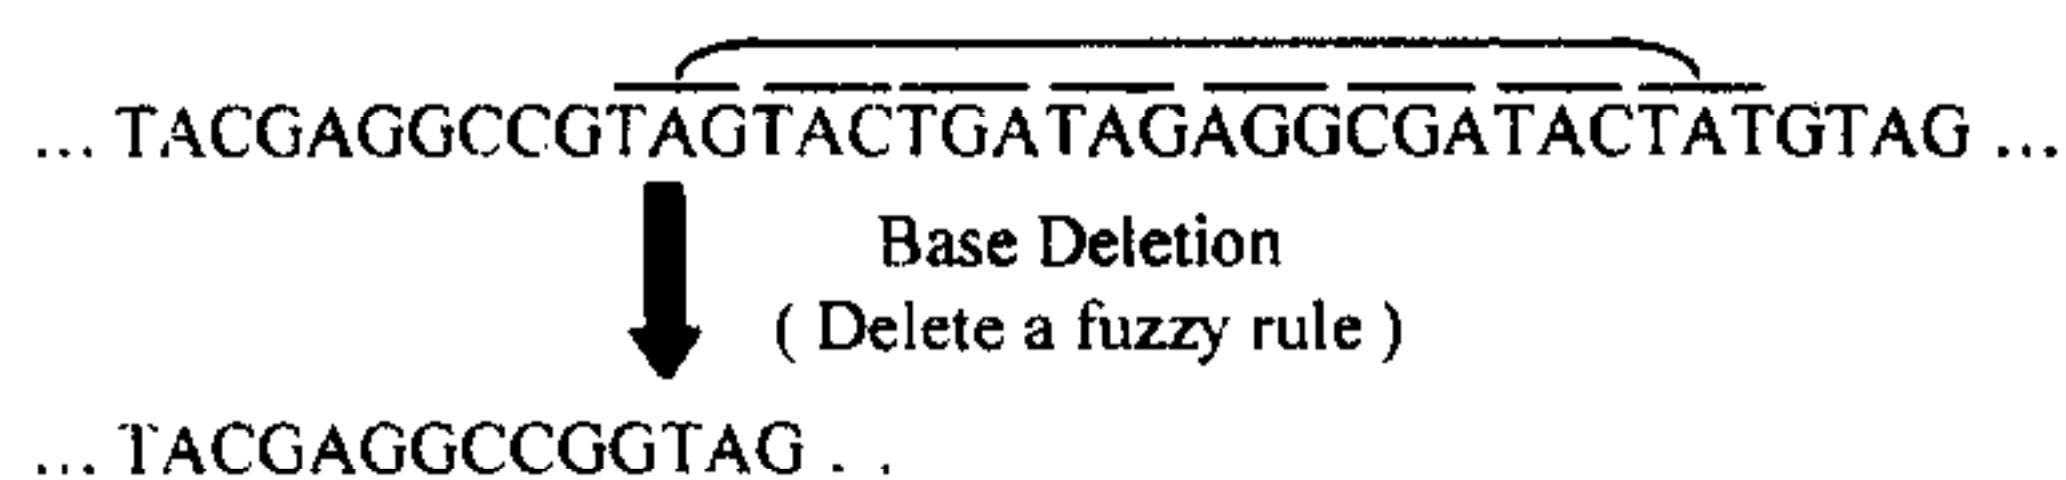 ... TACGAGGCCGTAGTACTGATAGAGGCGATACTATGTAG ...
Base Deletion
( Delete a fuzzy rule )
... TACGAGGCCGGTAG . .